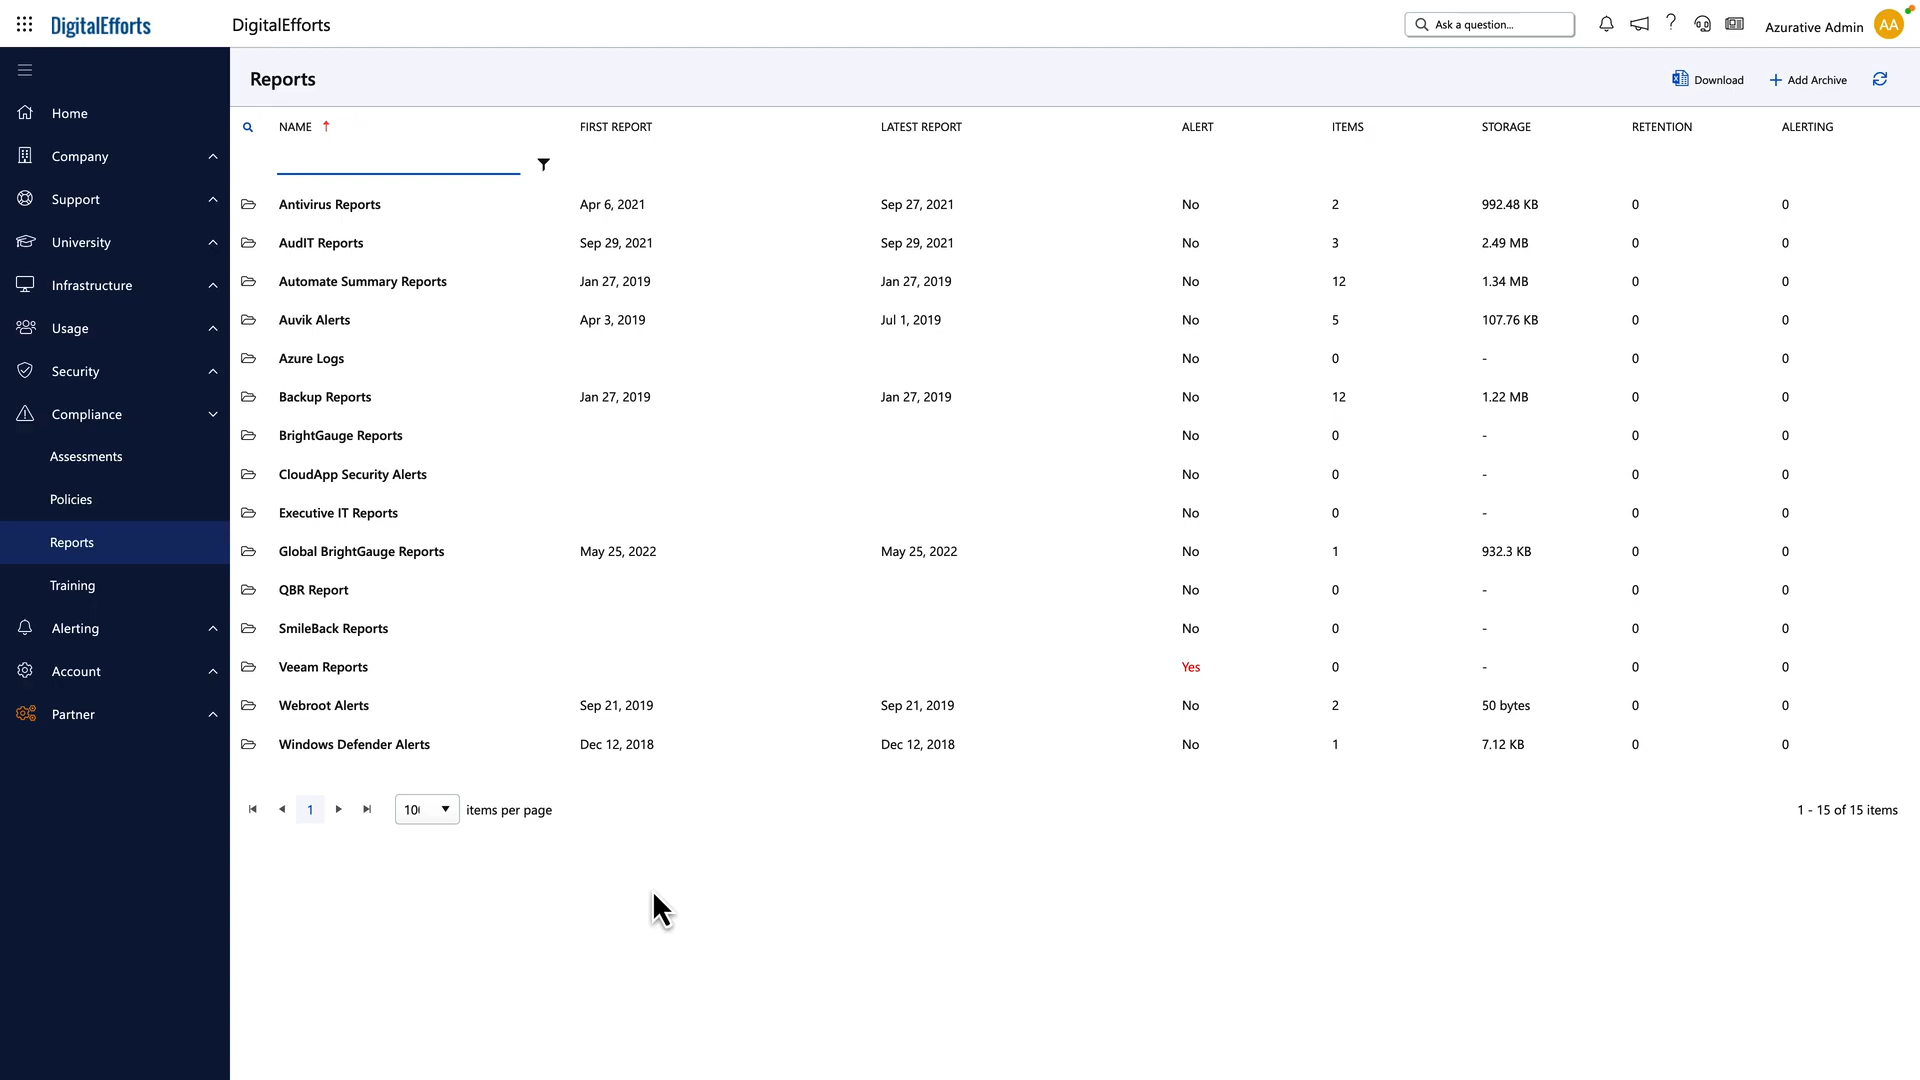 DigitalEfforts
DigitalEfforts
Ask a question...
?
Azurative Admin
AA
Home
Company
Support
University
Infrastructure
Usage
Security
Compliance
Assessments
Policies
Reports
Training
Alerting
Account
Partner
Reports
Download
Add Archive
NAME FIRST REPORT LATEST REPORT ALERT ITEMS STORAGE RETENTION ALERTING
Antivirus Reports Apr 6, 2021 Sep 27, 2021 No 2 992.48 KB 0 0
AudIT Reports Sep 29, 2021 Sep 29, 2021 No 3 2.49 MB 0 0
Automate Summary Reports Jan 27, 2019 Jan 27, 2019 No 12 1.34 MB 0 0
Auvik Alerts Apr 3, 2019 Jul 1, 2019 No 5 107.76 KB 0 0
Azure Logs No 0 - 0 0
Backup Reports Jan 27, 2019 Jan 27, 2019 No 12 1.22 MB 0 0
BrightGauge Reports No 0 - 0 0
CloudApp Security Alerts No 0 - 0 0
Executive IT Reports No 0 - 0 0
Global BrightGauge Reports May 25, 2022 May 25, 2022 No 1 932.3 KB 0 0
QBR Report No 0 - 0 0
SmileBack Reports No 0 - 0 0
Veeam Reports Yes 0 - 0 0
Webroot Alerts Sep 21, 2019 Sep 21, 2019 No 2 50 bytes 0 0
Windows Defender Alerts Dec 12, 2018 Dec 12, 2018 No 1 7.12 KB 0 0
1 items per page 1 - 15 of 15 items